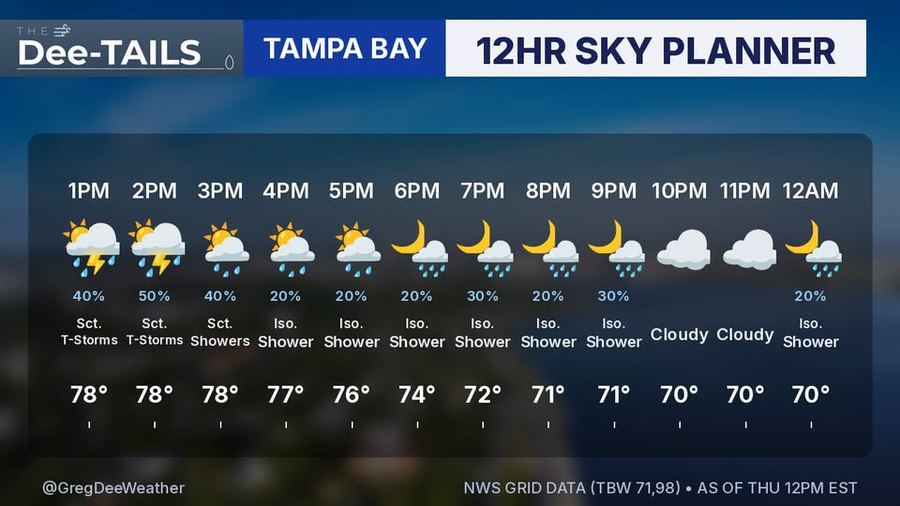 THE
Dee-TAILS
TAMPA BAY
12HR SKY PLANNER
1PM 2PM 3PM 4PM 5PM 6PM 7PM 8PM 9PM 10PM 11PM 12AM
40% 50% 40% 20% 20% 20% 30% 20% 30% 20%
Sct. Sct. Sct. Iso. Iso. Iso. Iso. Iso. Iso. Iso.
T-Storms T-Storms Showers Shower Shower Shower Shower Shower Shower Cloudy Cloudy Shower
78° 78° 78° 77° 76° 74° 72° 71° 71° 70° 70° 70°
@GregDeeWeather
NWS GRID DATA (TBW 71,98) • AS OF THU 12PM EST